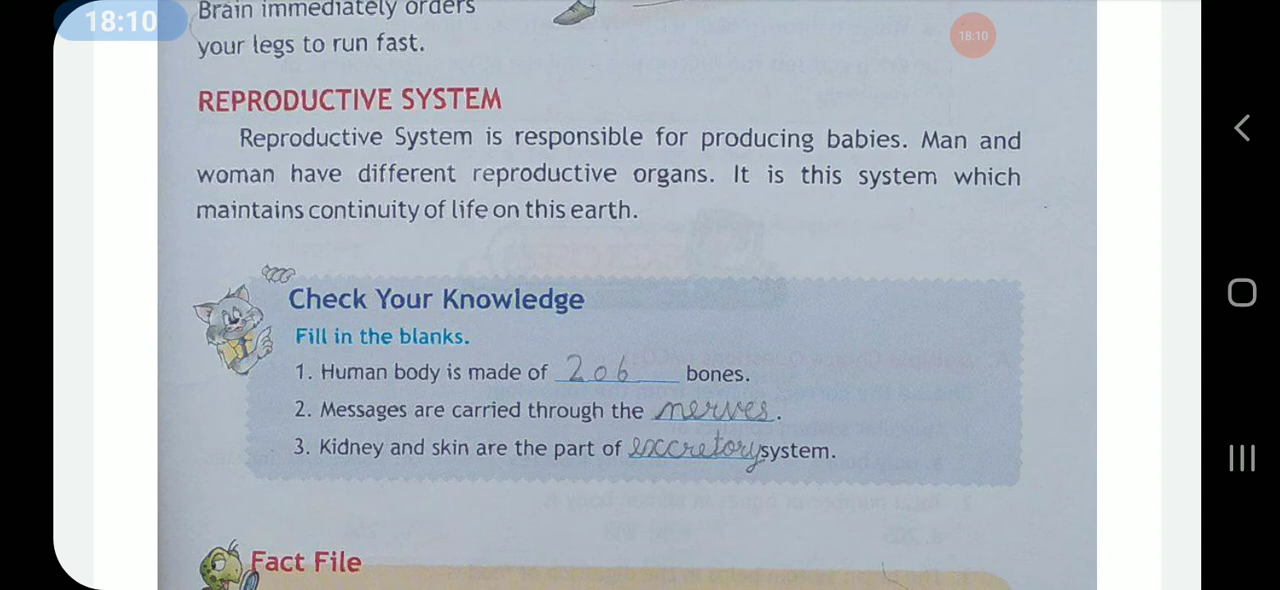 18:10
Brain immediately orders
your legs to run fast.
18:10
REPRODUCTIVE SYSTEM
Reproductive System is responsible for producing babies. Man and
woman have different reproductive organs. It is this system which
maintains continuity of life on this earth.
Check Your Knowledge
Fill in the blanks.
1. Human body is made of 206 bones.
2. Messages are carried through the nerves.
3. Kidney and skin are the part of excretory system.
Fact File